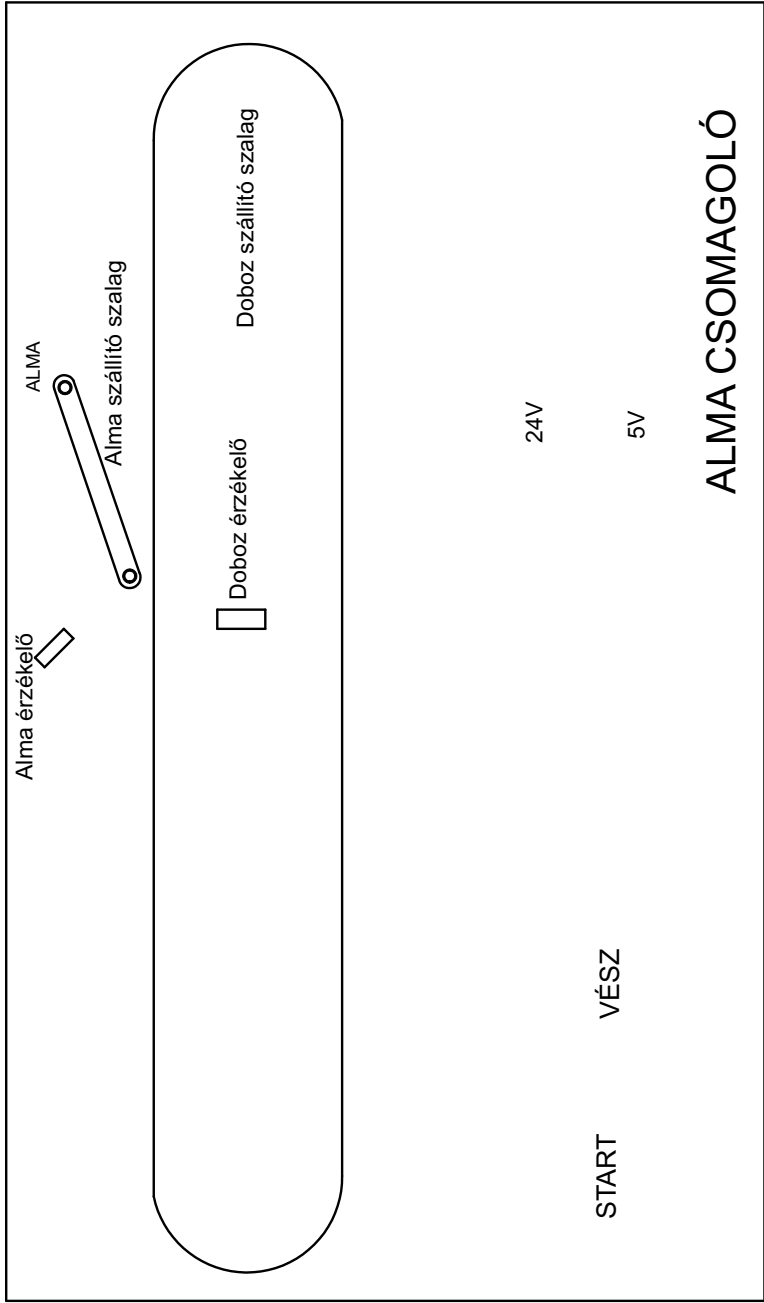 Alma érzékelő
ALMA
Alma szállító szalag
Doboz érzékelő
Doboz szállító szalag
24V
START
VÉSZ
5V
ALMA CSOMAGOLÓ